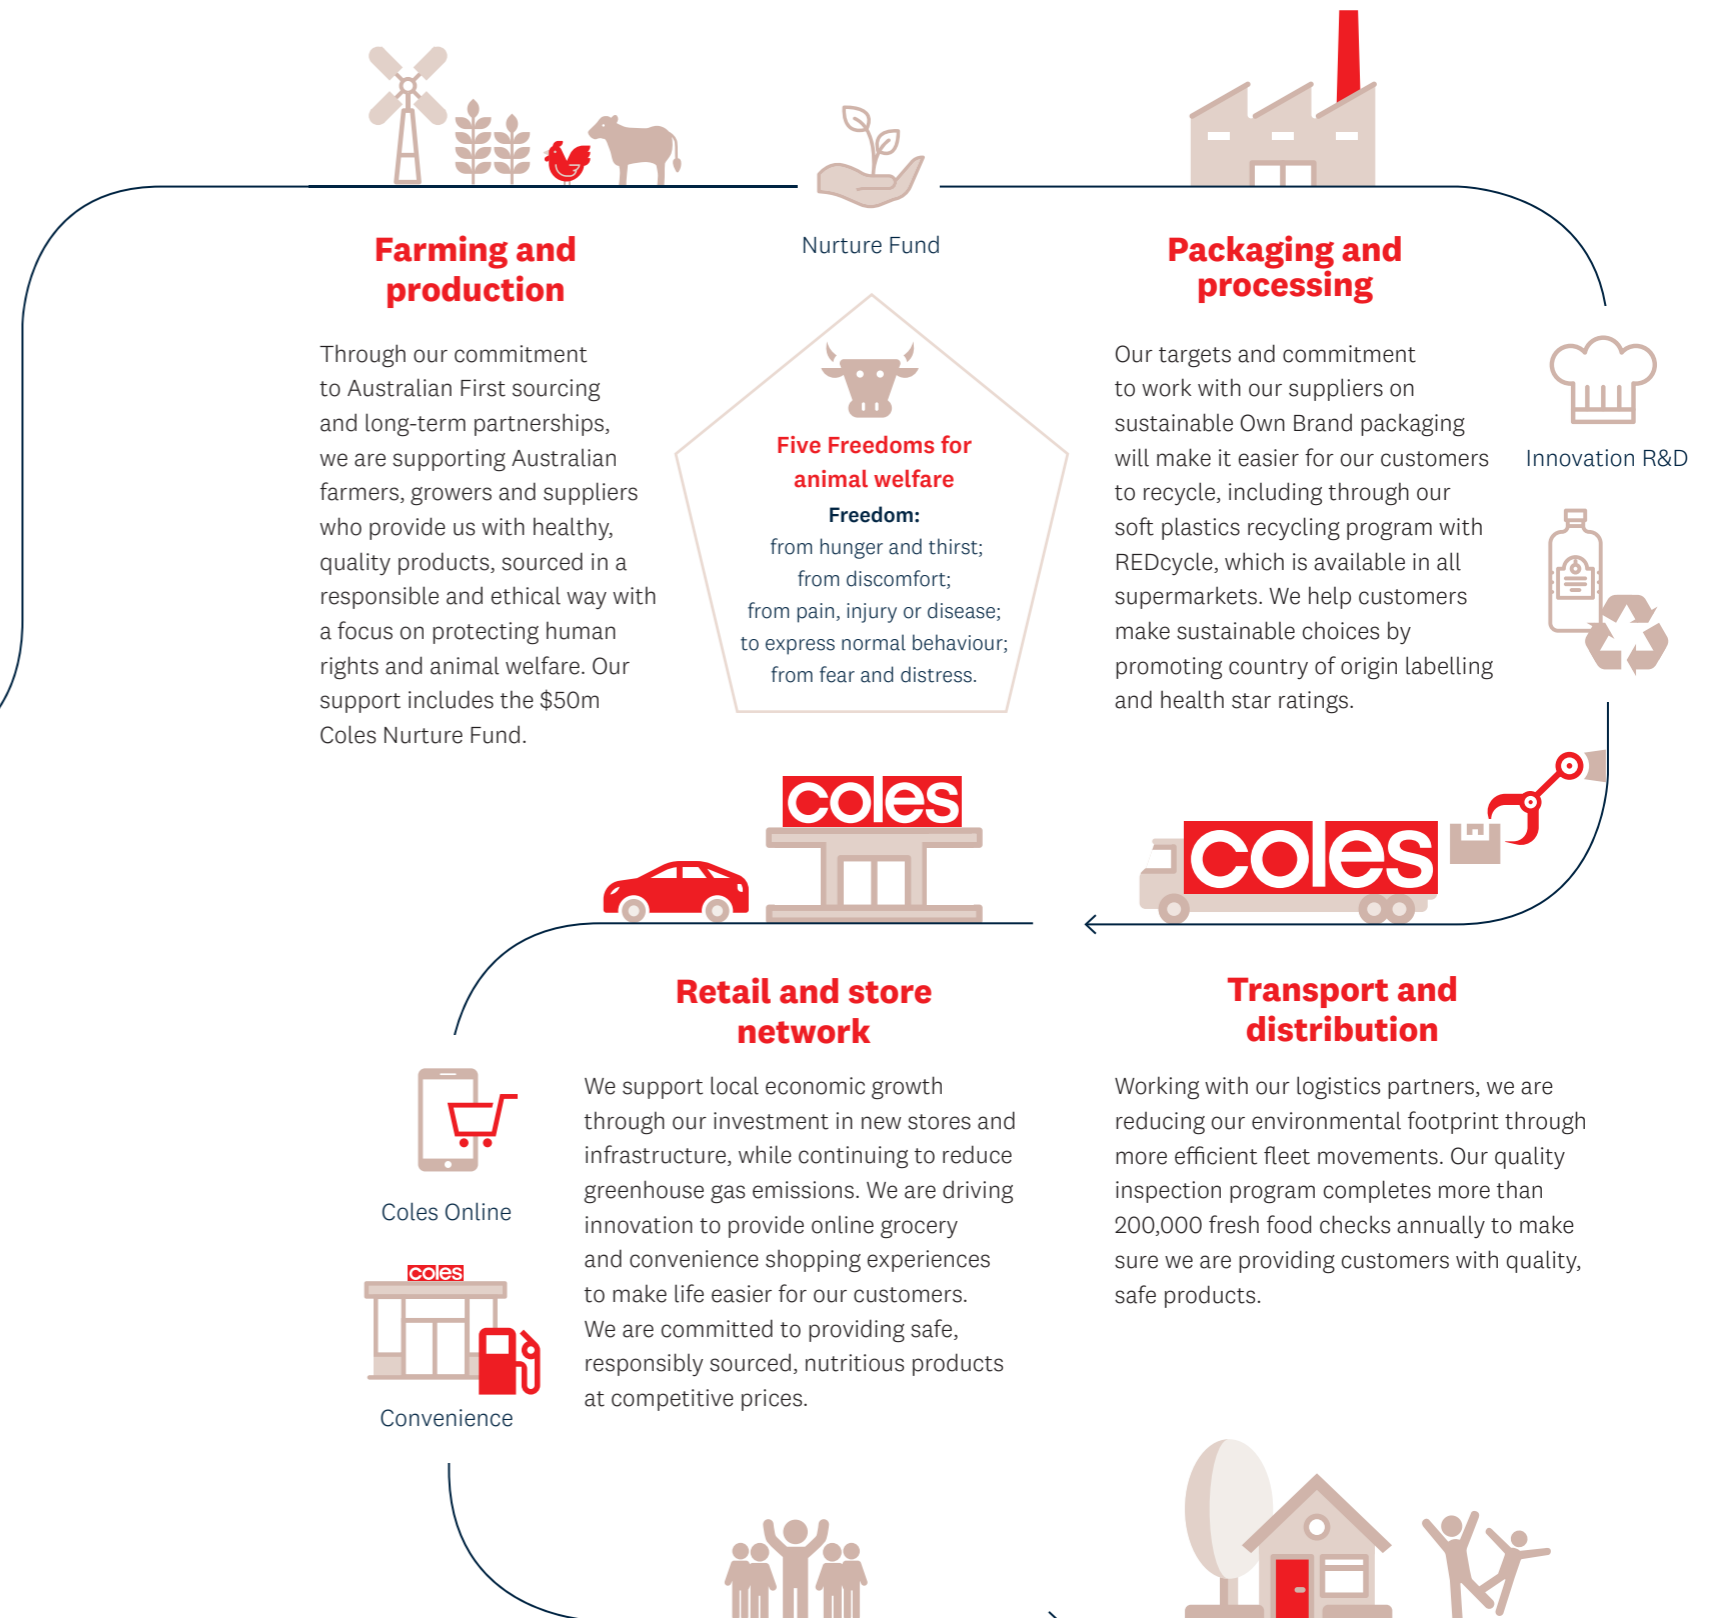 Farming and
production
Through our commitment
to Australian First sourcing
and long-term partnerships,
we are supporting Australian
farmers, growers and suppliers
who provide us with healthy,
quality products, sourced in a
responsible and ethical way with
a focus on protecting human
rights and animal welfare. Our
support includes the $50m
Coles Nurture Fund.
Nurture Fund
Five Freedoms for
animal welfare
Freedom:
from hunger and thirst;
from discomfort;
from pain, injury or disease;
to express normal behaviour;
from fear and distress.
Packaging and
processing
Our targets and commitment
to work with our suppliers on
sustainable Own Brand packaging
will make it easier for our customers
to recycle, including through our
soft plastics recycling program with
REDcycle, which is available in all
supermarkets. We help customers
make sustainable choices by
promoting country of origin labelling
and health star ratings.
Innovation R&D
coles
Transport and
distribution
Working with our logistics partners, we are
reducing our environmental footprint through
more efficient fleet movements. Our quality
inspection program completes more than
200,000 fresh food checks annually to make
sure we are providing customers with quality,
safe products.
coles
Retail and store
network
We support local economic growth
through our investment in new stores and
infrastructure, while continuing to reduce
greenhouse gas emissions. We are driving
innovation to provide online grocery
and convenience shopping experiences
to make life easier for our customers.
We are committed to providing safe,
responsibly sourced, nutritious products
at competitive prices.
Coles Online
coles
Convenience